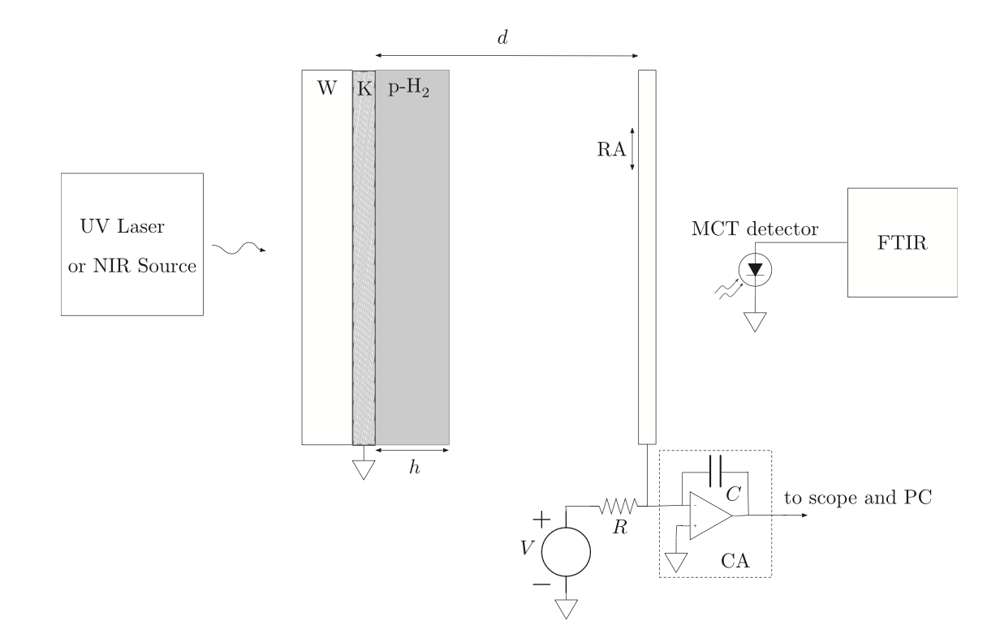 d
W K p-H₂
RA
UV Laser
or NIR Source
MCT detector
FTIR
h
C
to scope and PC
+
R
-
+
V
CA
−